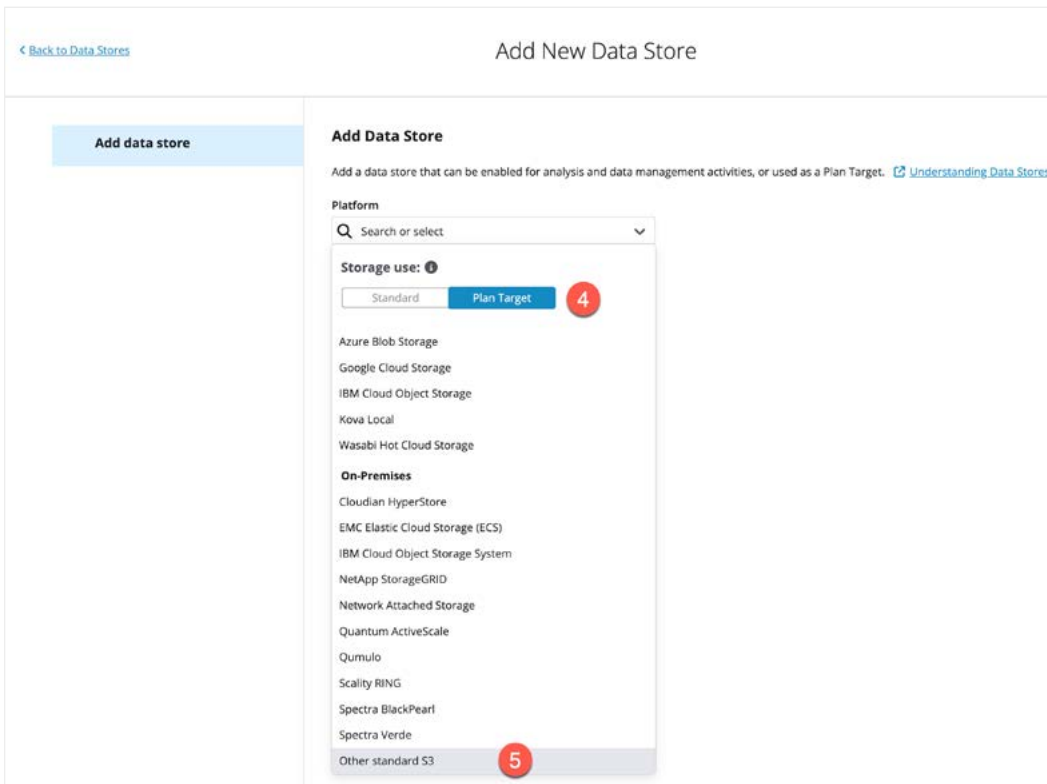 Back to Data Stores
Add New Data Store
Add data store
Add Data Store
Add a data store that can be enabled for analysis and data management activities, or used as a Plan Target. Understanding Data Stores
Platform
Search or select
Storage use:
Standard Plan Target 4
Azure Blob Storage
Google Cloud Storage
IBM Cloud Object Storage
Kova Local
Wasabi Hot Cloud Storage
On-Premises
Cloudian HyperStore
EMC Elastic Cloud Storage (ECS)
IBM Cloud Object Storage System
NetApp StorageGRID
Network Attached Storage
Quantum ActiveScale
Qumulo
Scality RING
Spectra BlackPearl
Spectra Verde
Other standard S3 5